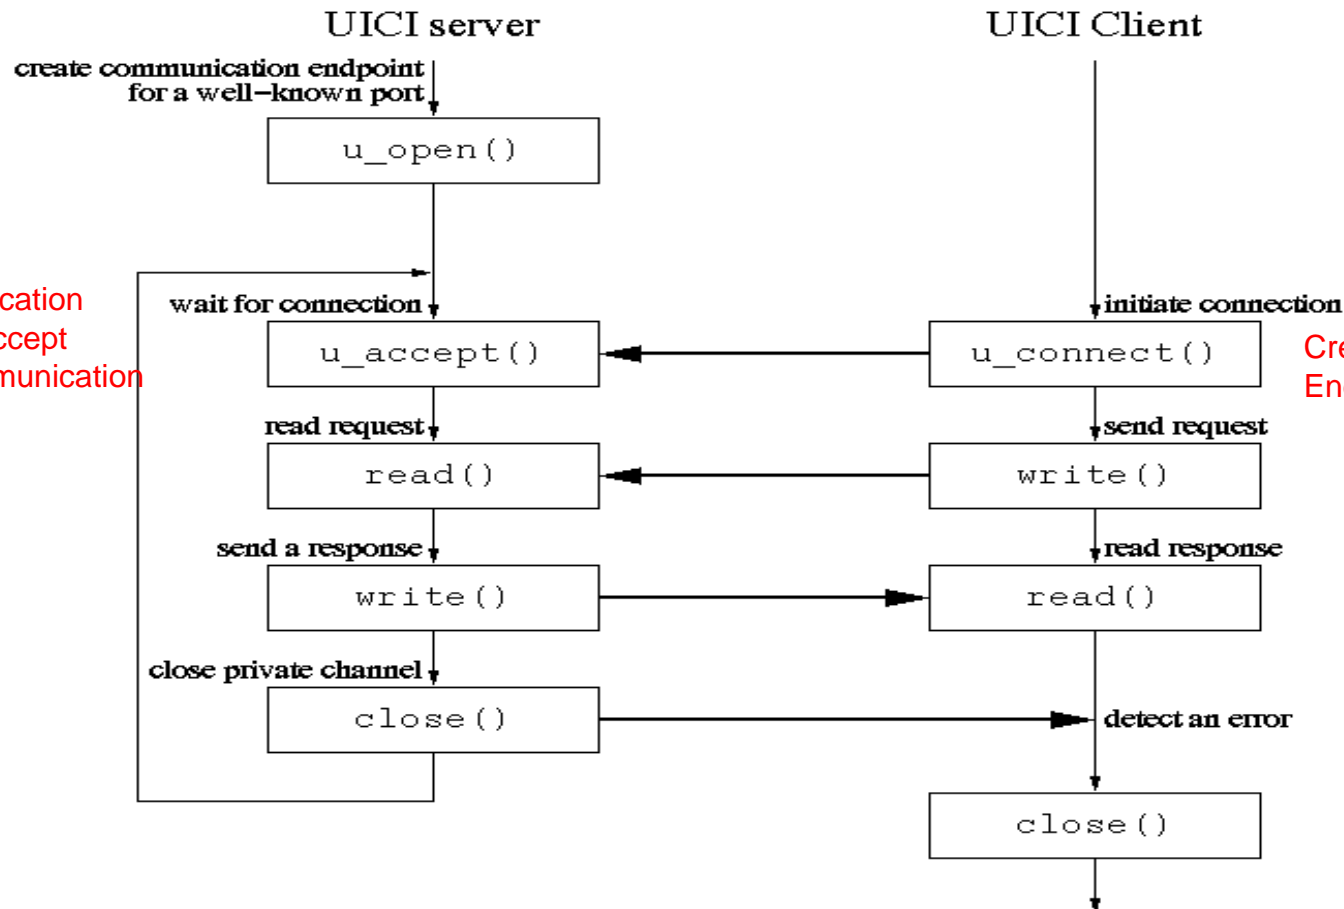 UICI server
UICI Client
create communication endpoint
for a well-known port
u_open()
cation
ccept
munication
wait for connection
initiate connection
u_accept()
u_connect()
Cre
En
read request
send request
read()
write()
send a response
read response
write()
read()
close private channel
close()
detect an error
close()